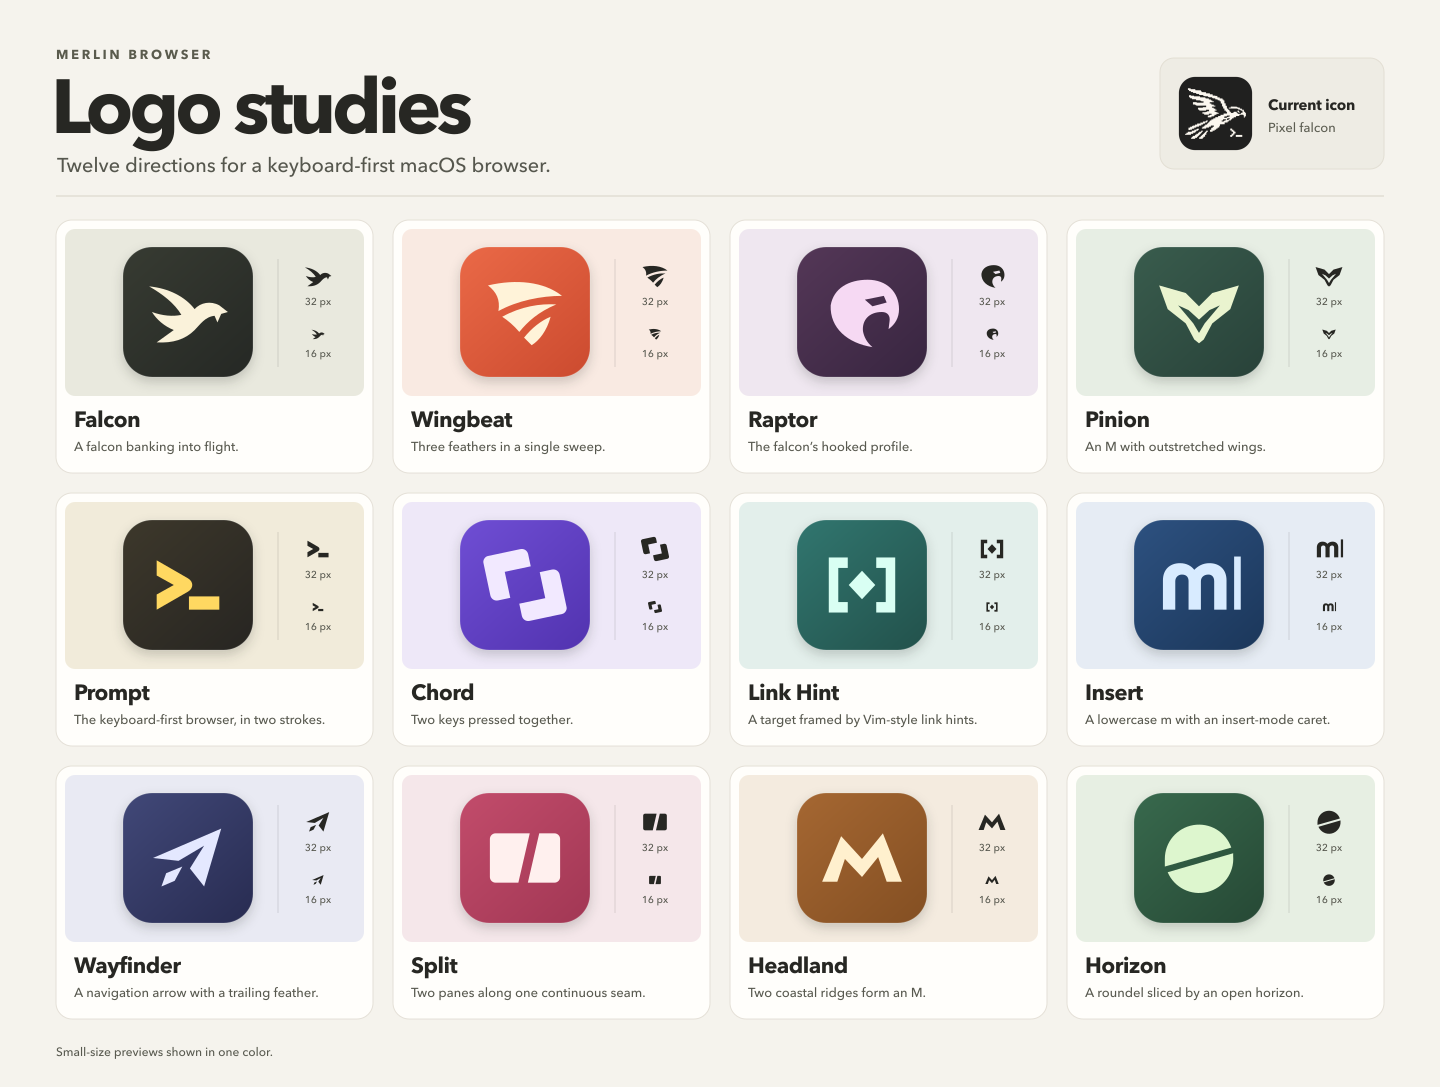 MERLIN BROWSER
Logo studies
Twelve directions for a keyboard-first macOS browser.
Current icon
Pixel falcon
32 px
16 px
Falcon
A falcon banking into flight.
32 px
16 px
Wingbeat
Three feathers in a single sweep.
32 px
16 px
Raptor
The falcon’s hooked profile.
32 px
16 px
Pinion
An M with outstretched wings.
>_
32 px
16 px
Prompt
The keyboard-first browser, in two strokes.
32 px
16 px
Chord
Two keys pressed together.
32 px
16 px
Link Hint
A target framed by Vim-style link hints.
m|
32 px
16 px
Insert
A lowercase m with an insert-mode caret.
32 px
16 px
Wayfinder
A navigation arrow with a trailing feather.
32 px
16 px
Split
Two panes along one continuous seam.
32 px
16 px
Headland
Two coastal ridges form an M.
32 px
16 px
Horizon
A roundel sliced by an open horizon.
Small-size previews shown in one color.